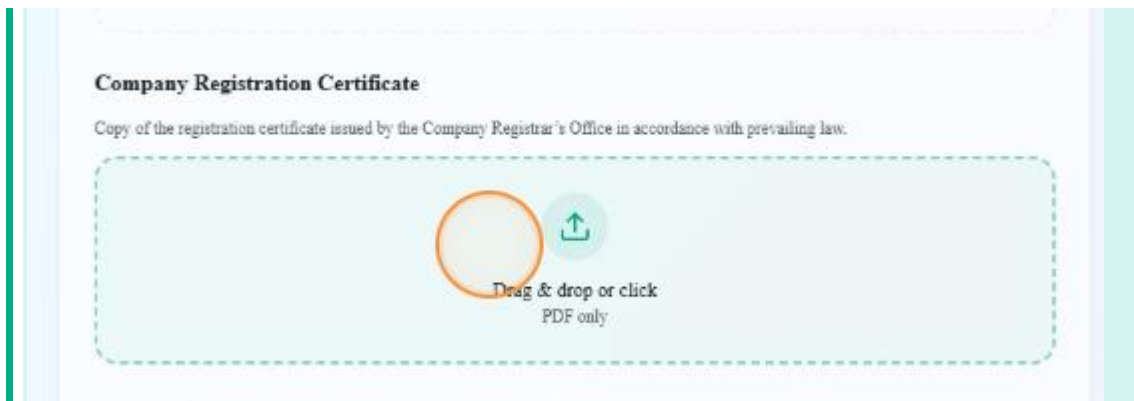 Company Registration Certificate
Copy of the registration certificate issued by the Company Registrar's Office in accordance with prevailing law.
Drag & drop or click
PDF only